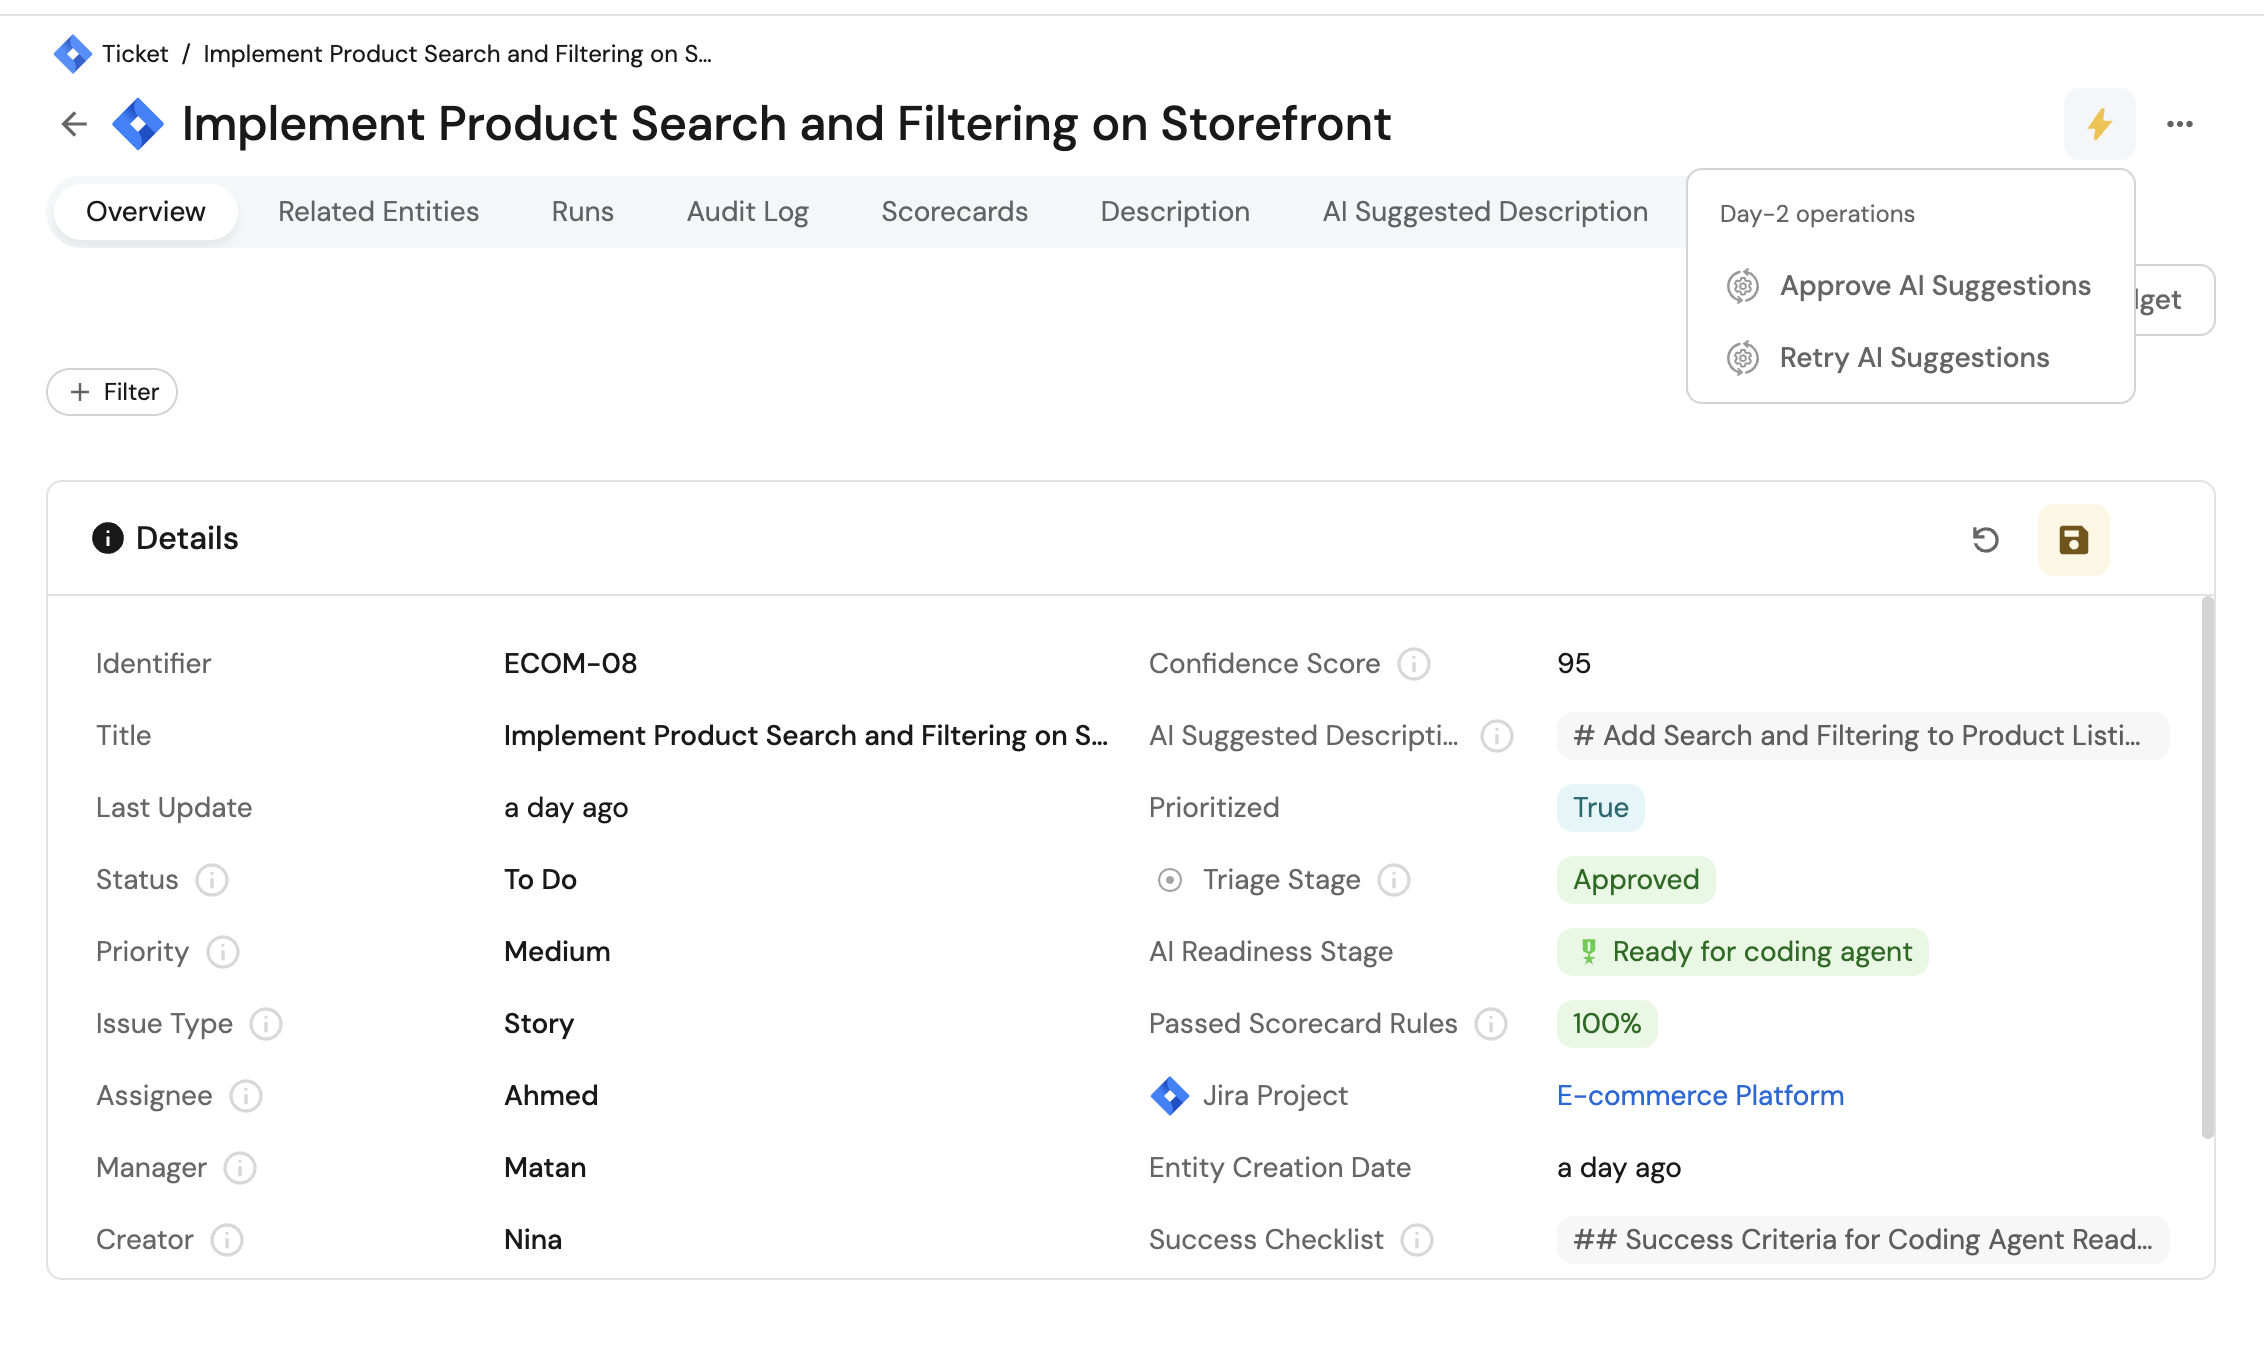 Ticket / Implement Product Search and Filtering on S...
Implement Product Search and Filtering on Storefront
Overview Related Entities Runs Audit Log Scorecards Description AI Suggested Description
Day-2 operations
Approve AI Suggestions
Retry AI Suggestions
+ Filter
Details
Identifier ECOM-08 Confidence Score 95
Title Implement Product Search and Filtering on S... AI Suggested Descripti... # Add Search and Filtering to Product Listi...
Last Update a day ago Prioritized True
Status To Do Triage Stage Approved
Priority Medium AI Readiness Stage Ready for coding agent
Issue Type Story Passed Scorecard Rules 100%
Assignee Ahmed Jira Project E-commerce Platform
Manager Matan Entity Creation Date a day ago
Creator Nina Success Checklist ## Success Criteria for Coding Agent Read...